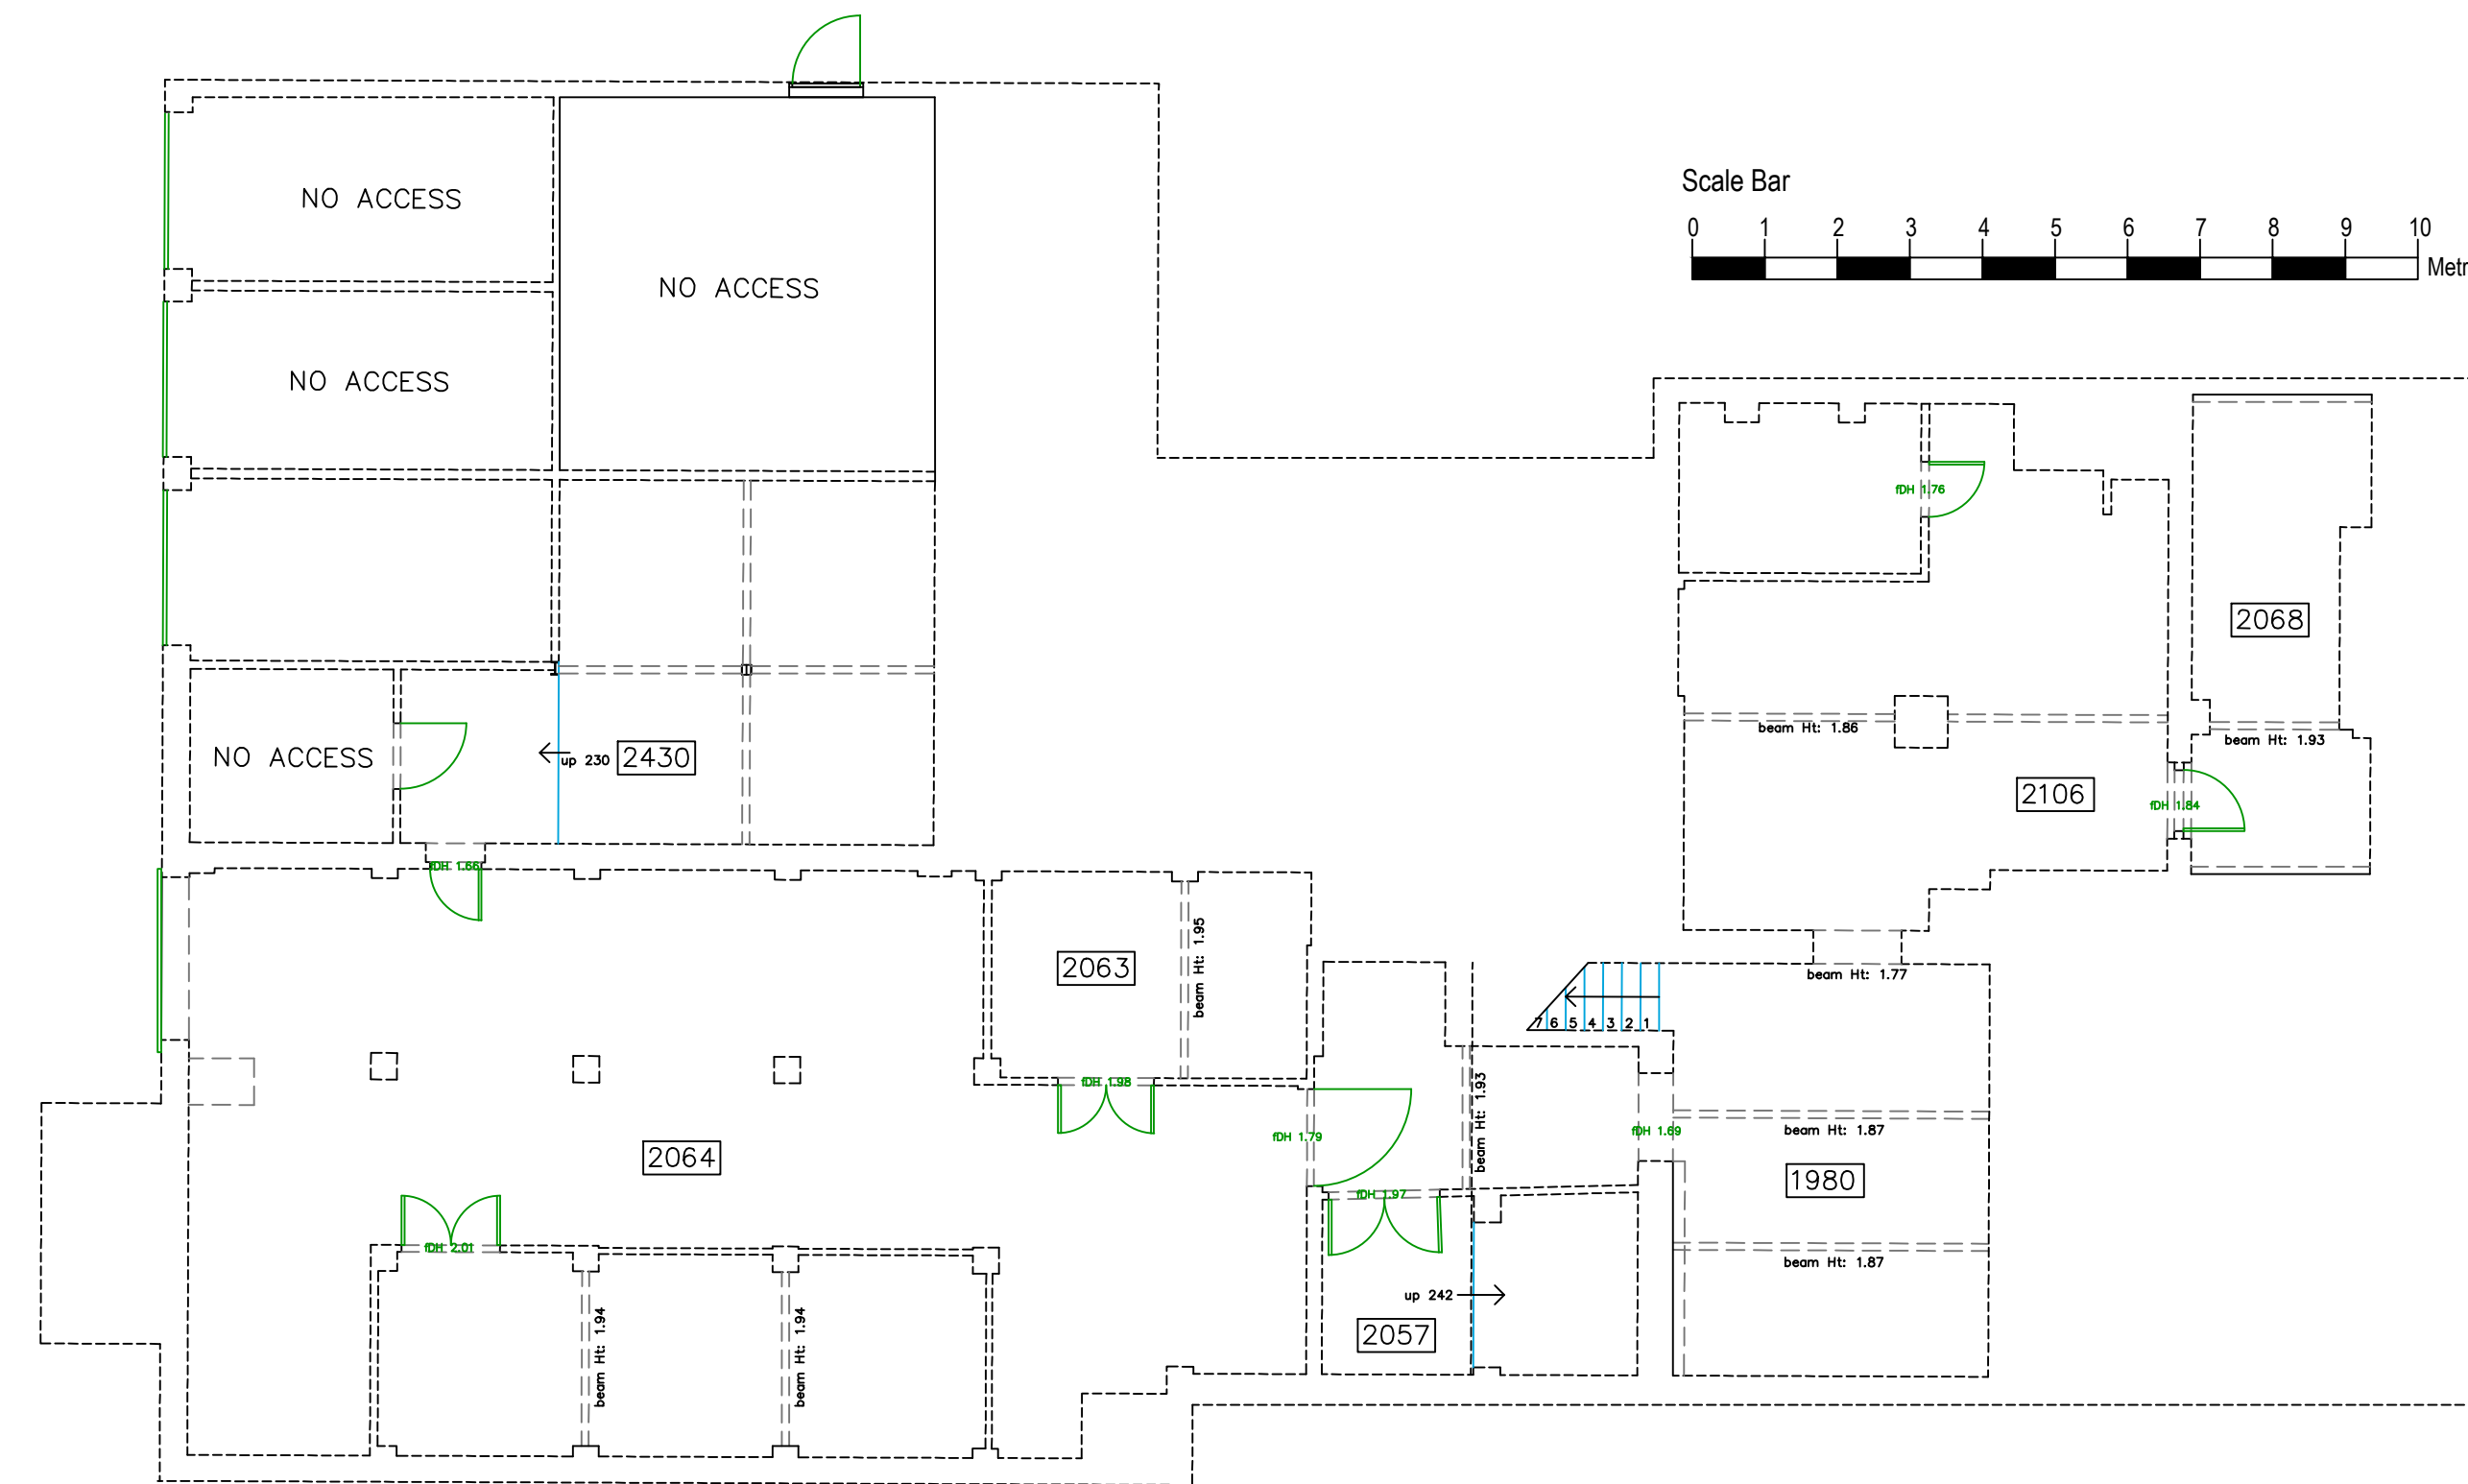 Scale Bar
0 1 2 3 4 5 6 7 8 9 10
Metr
NO ACCESS
NO ACCESS
NO ACCESS
fDH 1.76
2068
beam Ht: 1.86
beam Ht: 1.93
NO ACCESS
up 230
2430
2106
fDH 1.84
fDH 1.66
2063
beam Ht: 1.95
beam Ht: 1.77
7 6 5 4 3 2 1
fDH 1.98
beam Ht: 1.93
fDH 1.79
fDH 1.69
beam Ht: 1.87
2064
1980
fDH 1.97
fDH 2.01
beam Ht: 1.87
up 242
2057
beam Ht: 1.94
beam Ht: 1.94